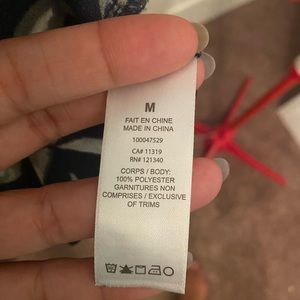 M
FAIT EN CHINE
MADE IN CHINA
100047529
CA# 11319
RN# 121340
CORPS / BODY:
100% POLYESTER
GARNITURES NON
COMPRISES / EXCLUSIVE
OF TRIMS